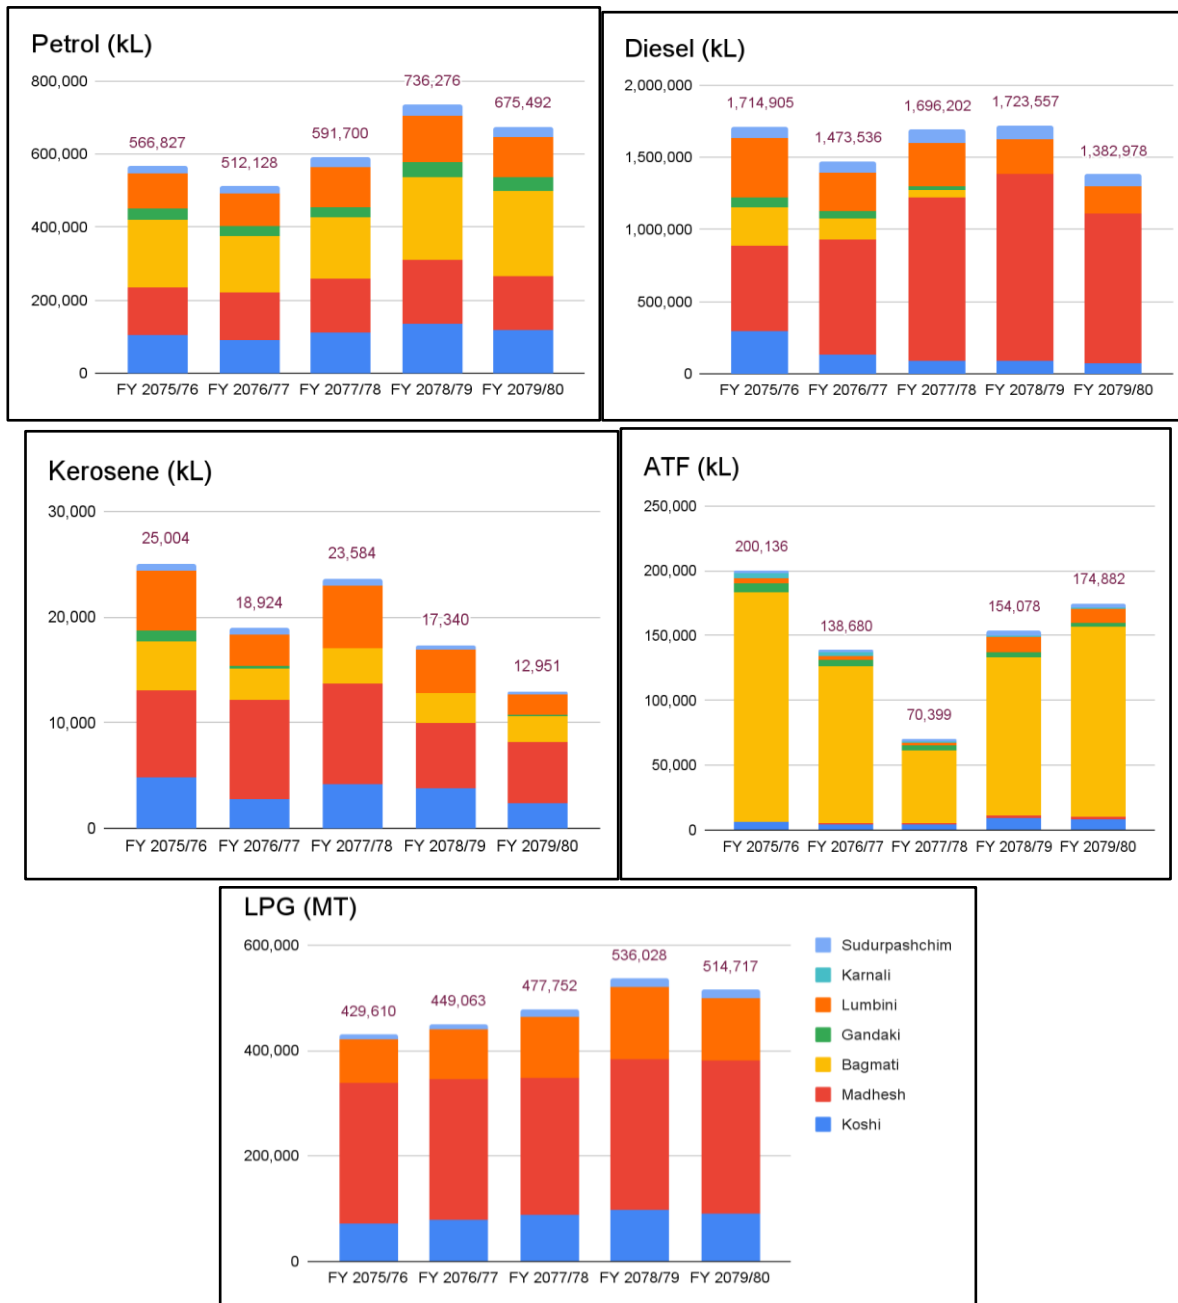 Petrol (kL)
800,000
600,000
400,000
200,000
0
566,827
512,128
591,700
736,276
675,492
FY 2075/76
FY 2076/77
FY 2077/78
FY 2078/79
FY 2079/80
Diesel (kL)
2,000,000
1,500,000
1,000,000
500,000
0
1,714,905
1,473,536
1,696,202
1,723,557
1,382,978
FY 2075/76
FY 2076/77
FY 2077/78
FY 2078/79
FY 2079/80
Kerosene (kL)
30,000
20,000
10,000
0
25,004
18,924
23,584
17,340
12,951
FY 2075/76
FY 2076/77
FY 2077/78
FY 2078/79
FY 2079/80
ATF (kL)
250,000
200,000
150,000
100,000
50,000
0
200,136
138,680
70,399
154,078
174,882
FY 2075/76
FY 2076/77
FY 2077/78
FY 2078/79
FY 2079/80
LPG (MT)
600,000
400,000
200,000
0
429,610
449,063
477,752
536,028
514,717
FY 2075/76
FY 2076/77
FY 2077/78
FY 2078/79
FY 2079/80
Sudurpashchim
Karnali
Lumbini
Gandaki
Bagmati
Madhesh
Koshi